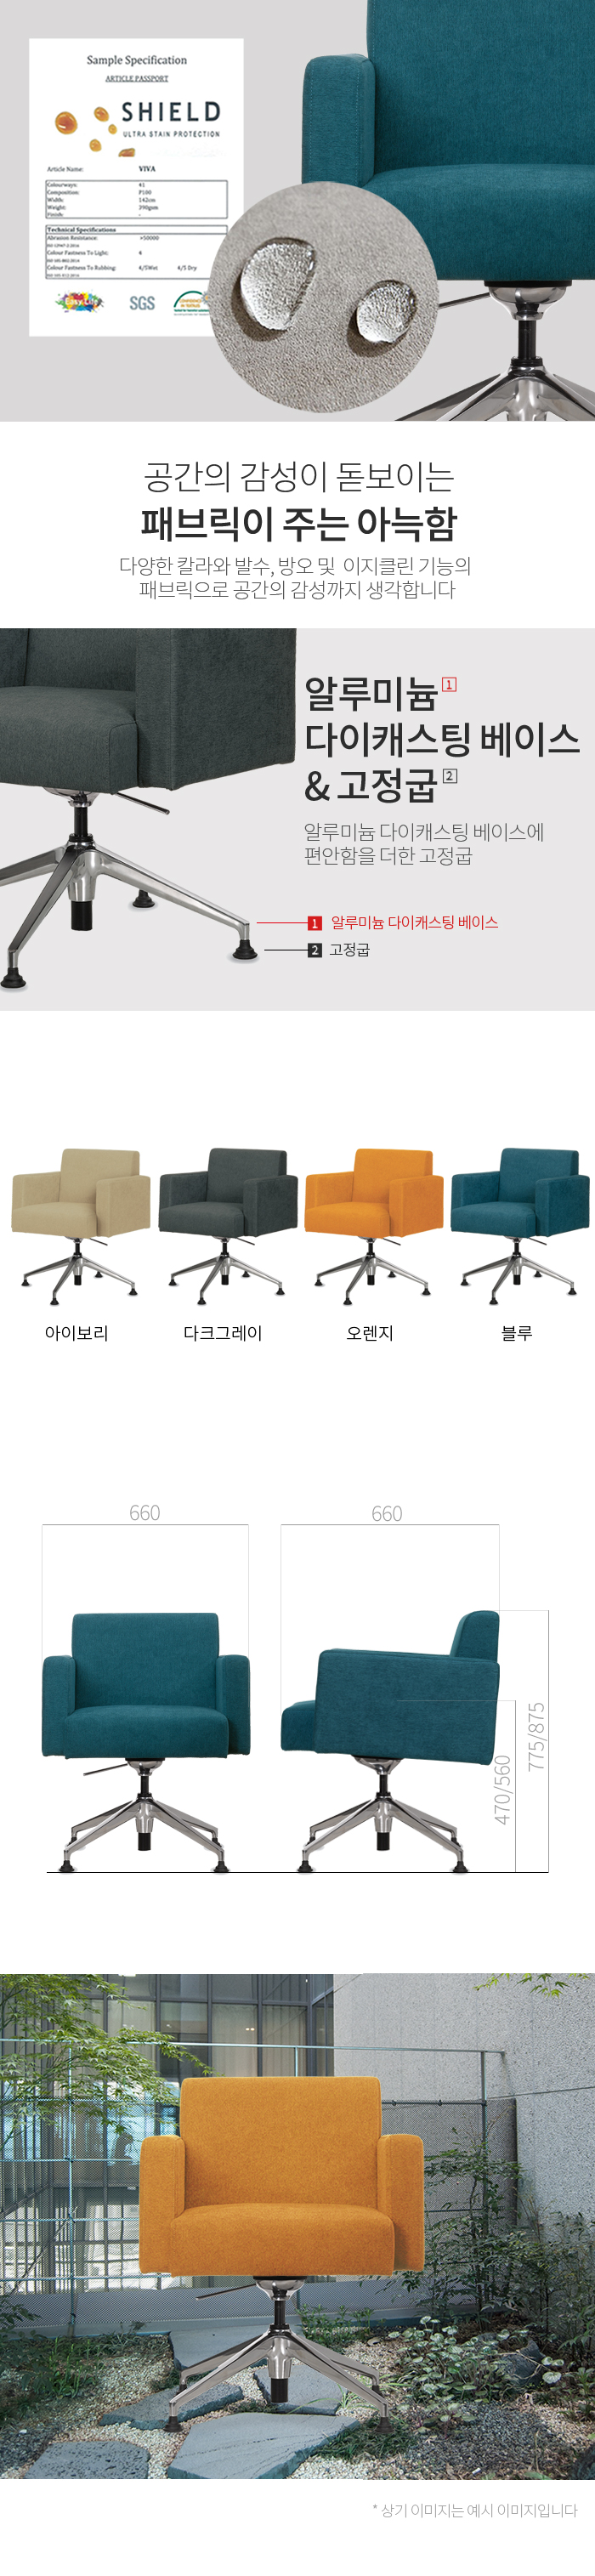 Sample Specification
ARTICLE PASSPORT
SHIELD
ULTRA STAIN PROTECTION
Article Name: VIVA
Colourways: 41
Composition: P100
Width: 142cm
Weight: 390gsm
Finish: -
Technical Specifications
Abrasion Resistance: >50000
Colour Fastness To Light: 4
Colour Fastness To Rubbing: 4/5Wet 4/5 Dry
SGS
공간의 감성이 돋보이는
패브릭이 주는 아늑함
다양한 칼라와 발수, 방오 및 이지클린 기능의
패브릭으로 공간의 감성까지 생각합니다
알루미늄 1
다이캐스팅 베이스
& 고정굽 2
알루미늄 다이캐스팅 베이스에
편안함을 더한 고정굽
1 알루미늄 다이캐스팅 베이스
2 고정굽
아이보리 다크그레이 오렌지 블루
660 660
470/560
775/875
* 상기 이미지는 예시 이미지입니다